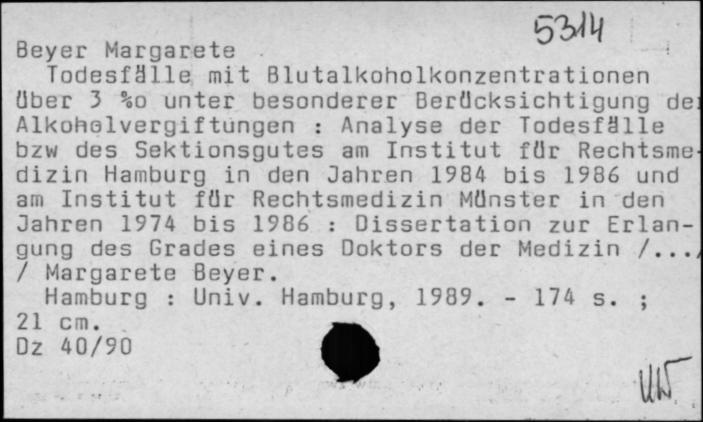 5314
Beyer Margarete
Todesfälle mit Blutalkoholkonzentrationen
über 3 %o unter besonderer Berücksichtigung der
Alkoholvergiftungen : Analyse der Todesfälle
bzw des Sektionsgutes am Institut für Rechtsme-
dizin Hamburg in den Jahren 1984 bis 1986 und
am Institut für Rechtsmedizin Münster in den
Jahren 1974 bis 1986 : Dissertation zur Erlan-
gung des Grades eines Doktors der Medizin /...,
/ Margarete Beyer.
Hamburg : Univ. Hamburg, 1989. - 174 s. ;
21 cm.
Dz 40/90